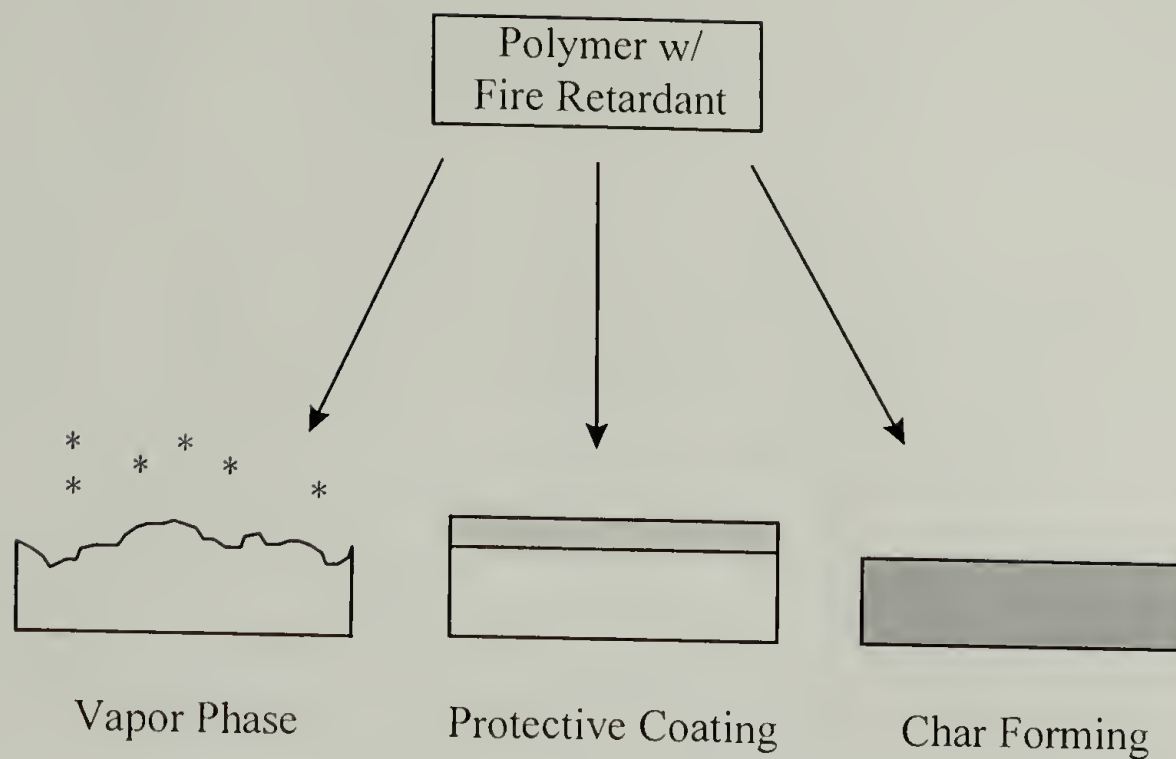 Polymer w/
Fire Retardant
* *
* *
* *
Vapor Phase
Protective Coating
Char Forming